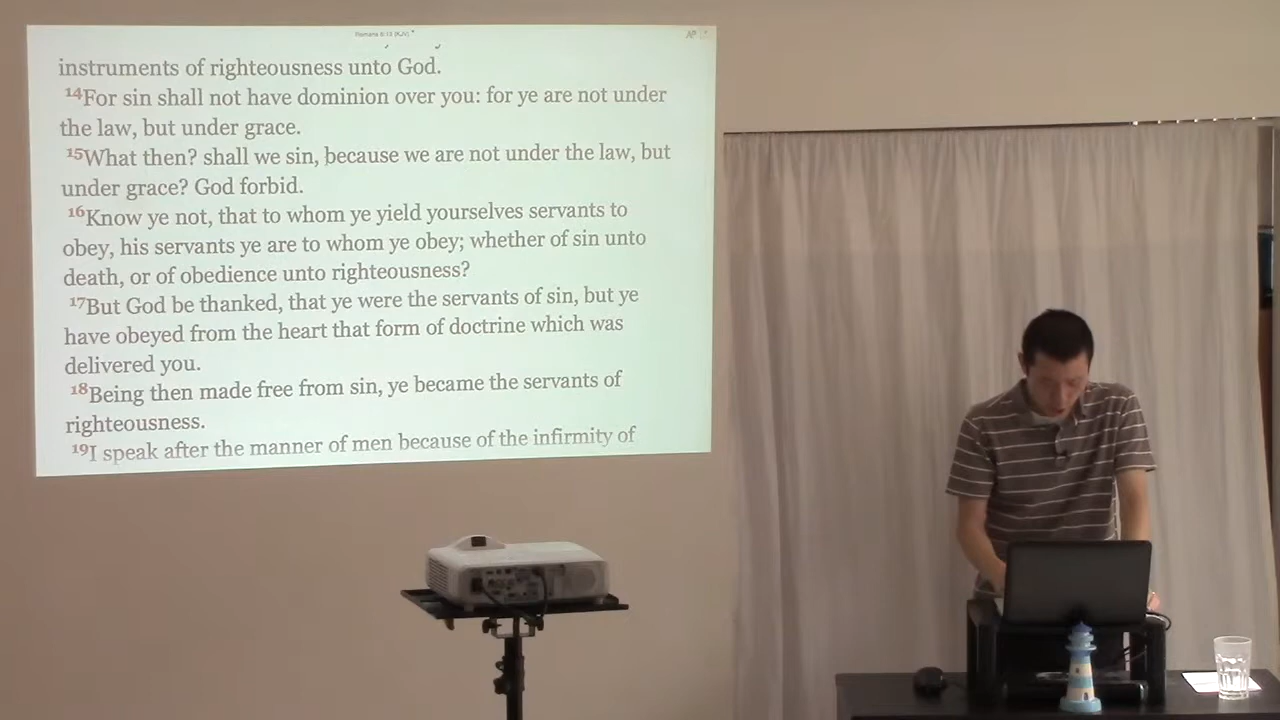 Romans 6:13 (KJV)
AP
instruments of righteousness unto God.
14For sin shall not have dominion over you: for ye are not under
the law, but under grace.
15What then? shall we sin, because we are not under the law, but
under grace? God forbid.
16Know ye not, that to whom ye yield yourselves servants to
obey, his servants ye are to whom ye obey; whether of sin unto
death, or of obedience unto righteousness?
17But God be thanked, that ye were the servants of sin, but ye
have obeyed from the heart that form of doctrine which was
delivered you.
18Being then made free from sin, ye became the servants of
righteousness.
19I speak after the manner of men because of the infirmity of